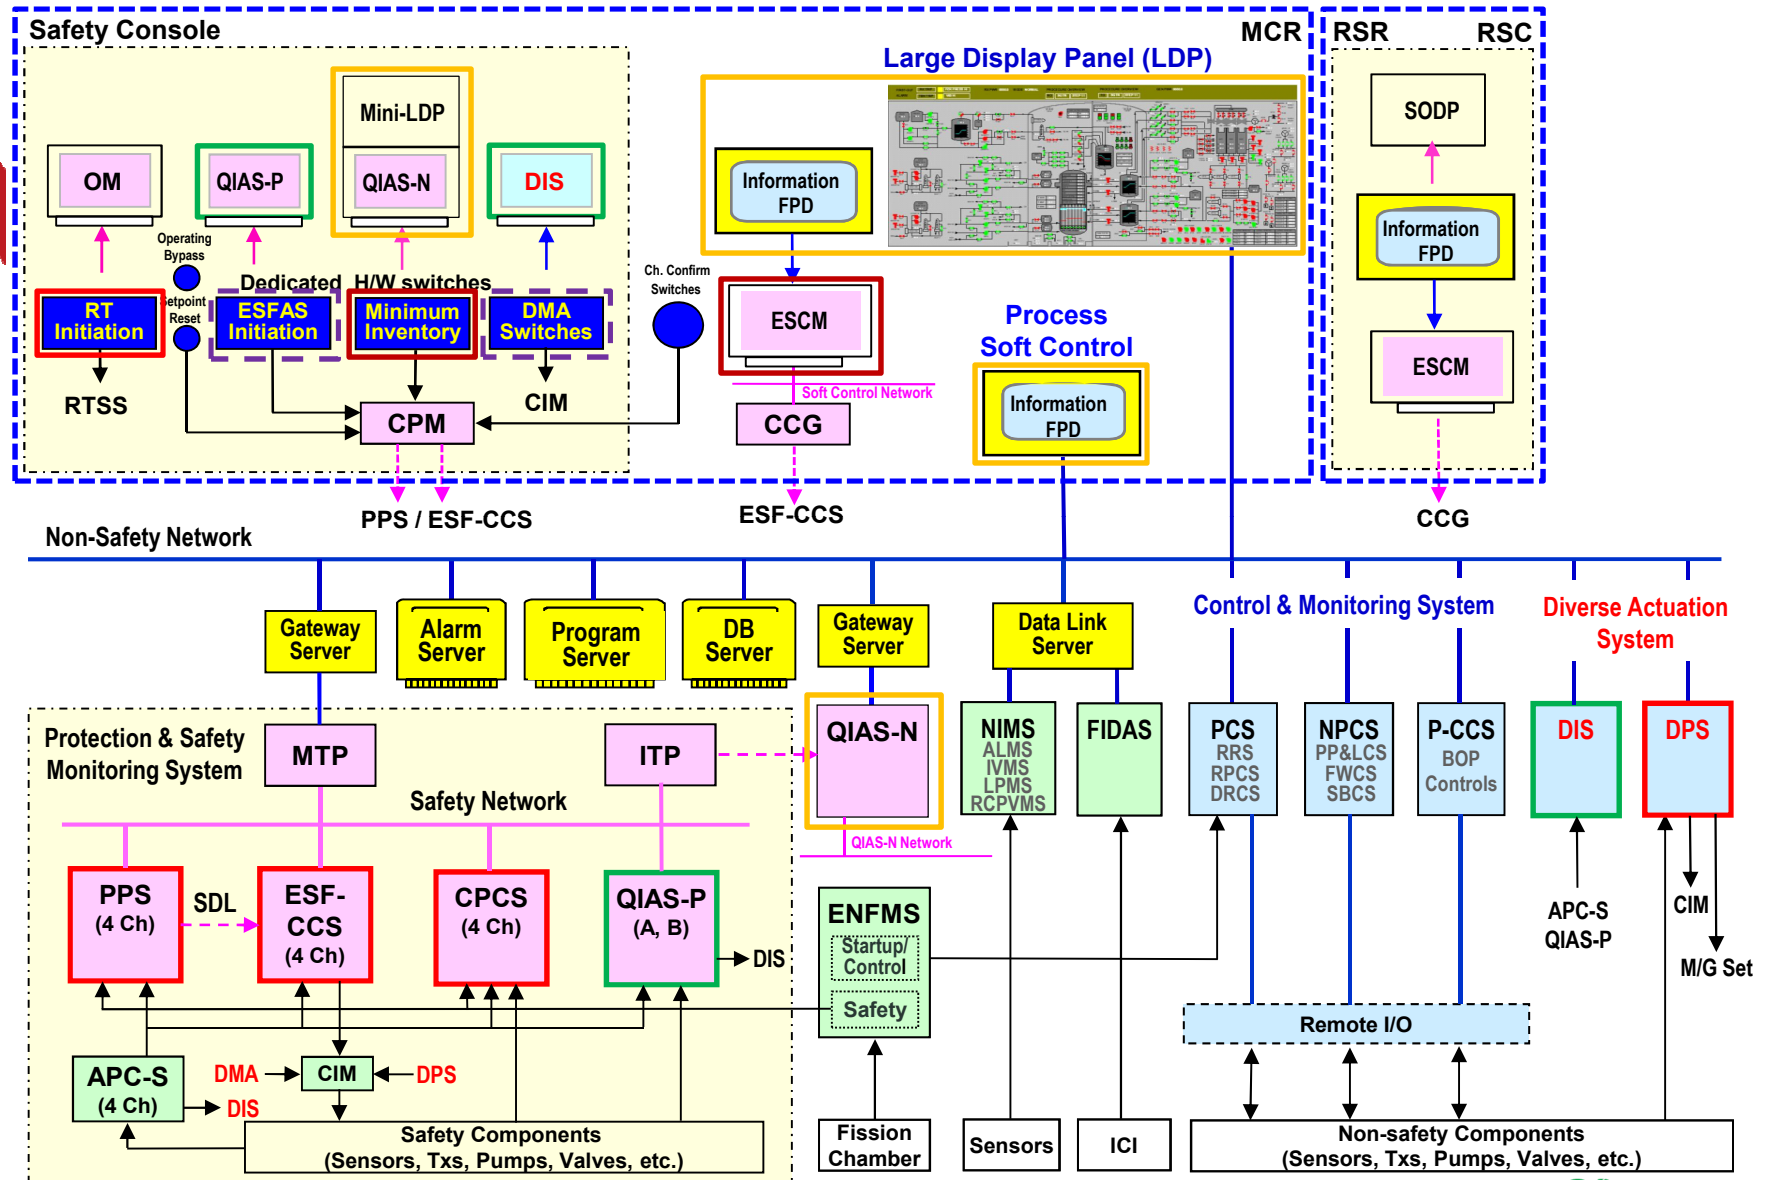 Safety Console
MCR
RSR
RSC
Large Display Panel (LDP)
Mini-LDP
SODP
OM
QIAS-P
QIAS-N
DIS
Information
FPD
Information
FPD
Operating
Bypass
Dedicated H/W switches
Ch. Confirm
Switches
Setpoint
Reset
RT
Initiation
ESFAS
Initiation
Minimum
Inventory
DMA
Switches
ESCM
Process
Soft Control
ESCM
RTSS
CPM
CIM
Soft Control Network
CCG
Information
FPD
PPS / ESF-CCS
ESF-CCS
CCG
Non-Safety Network
Gateway
Server
Alarm
Server
Program
Server
DB
Server
Gateway
Server
Data Link
Server
Control & Monitoring System
Diverse Actuation
System
Protection & Safety
Monitoring System
MTP
ITP
QIAS-N
NIMS
ALMS
IVMS
LPMS
RCPVMS
FIDAS
PCS
RRS
RPCS
DRCS
NPCS
PP&LCS
FWCS
SBCS
P-CCS
BOP
Controls
DIS
DPS
Safety Network
QIAS-N Network
PPS
(4 Ch)
SDL
ESF-
CCS
(4 Ch)
CPCS
(4 Ch)
QIAS-P
(A, B)
DIS
ENFMS
Startup/
Control
Safety
APC-S
QIAS-P
CIM
M/G Set
Remote I/O
APC-S
(4 Ch)
DIS
DMA
CIM
DPS
Safety Components
(Sensors, Txs, Pumps, Valves, etc.)
Fission
Chamber
Sensors
ICI
Non-safety Components
(Sensors, Txs, Pumps, Valves, etc.)